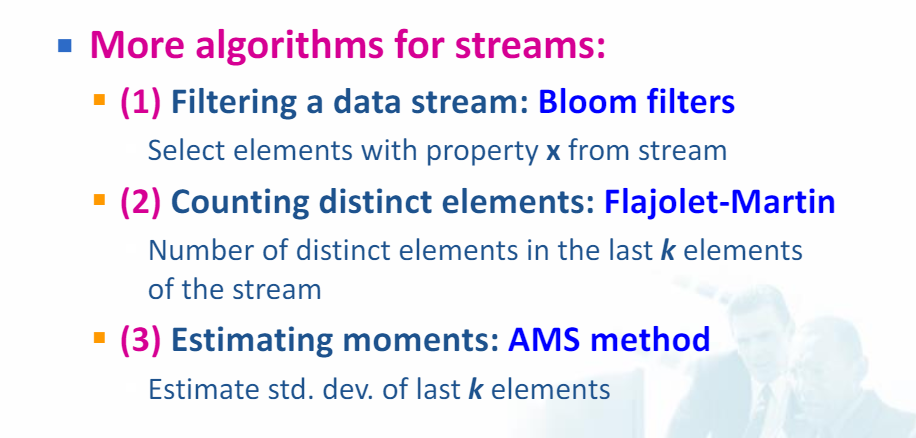 More algorithms for streams:
(1) Filtering a data stream: Bloom filters
Select elements with property x from stream
(2) Counting distinct elements: Flajolet-Martin
Number of distinct elements in the last k elements
of the stream
(3) Estimating moments: AMS method
Estimate std. dev. of last k elements